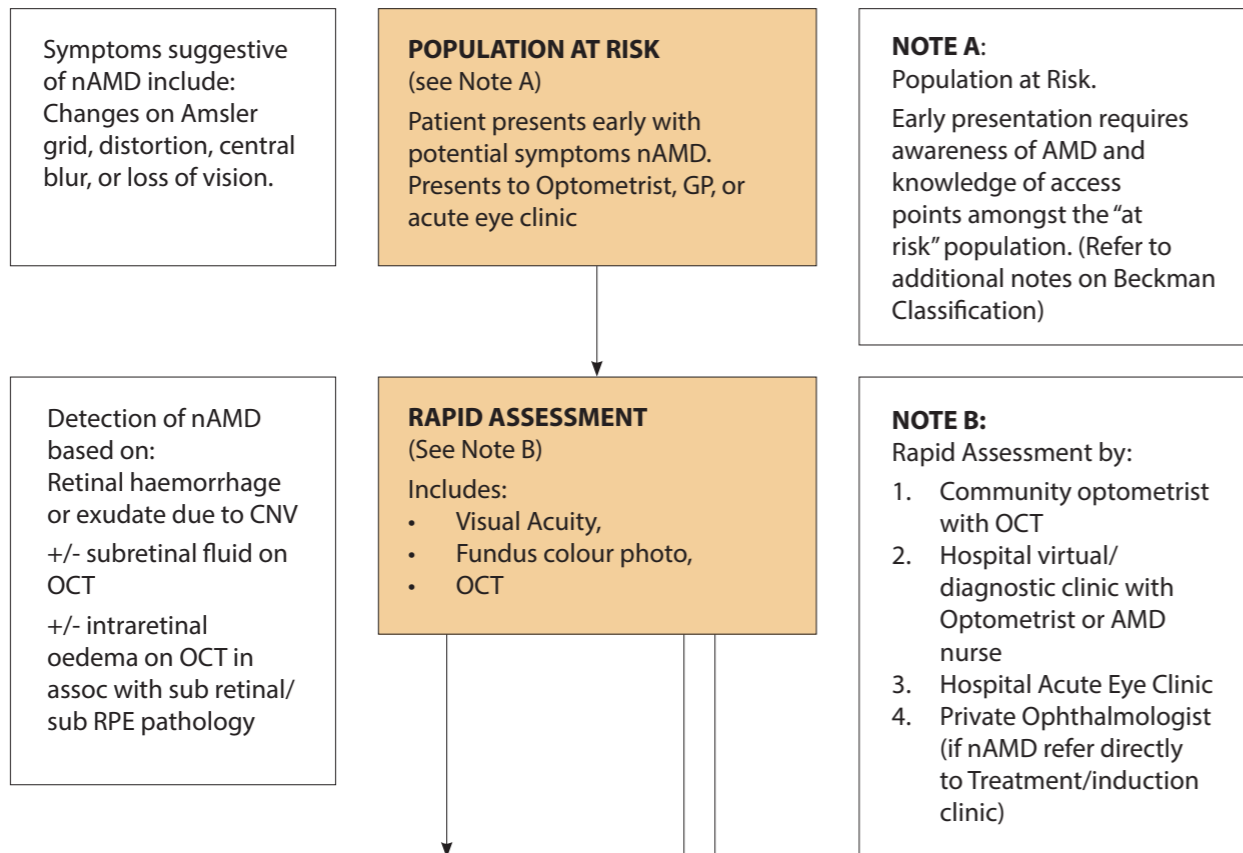 Symptoms suggestive
of nAMD include:
Changes on Amsler
grid, distortion, central
blur, or loss of vision.
POPULATION AT RISK
(see Note A)
Patient presents early with
potential symptoms nAMD.
Presents to Optometrist, GP, or
acute eye clinic
NOTE A:
Population at Risk.
Early presentation requires
awareness of AMD and
knowledge of access
points amongst the “at
risk” population. (Refer to
additional notes on Beckman
Classification)
Detection of nAMD
based on:
Retinal haemorrhage
or exudate due to CNV
+/- subretinal fluid on
OCT
+/- intraretinal
oedema on OCT in
assoc with sub retinal/
sub RPE pathology
RAPID ASSESSMENT
(See Note B)
Includes:
• Visual Acuity,
• Fundus colour photo,
• OCT
NOTE B:
Rapid Assessment by:
1. Community optometrist
with OCT
2. Hospital virtual/
diagnostic clinic with
Optometrist or AMD
nurse
3. Hospital Acute Eye Clinic
4. Private Ophthalmologist
(if nAMD refer directly
to Treatment/induction
clinic)